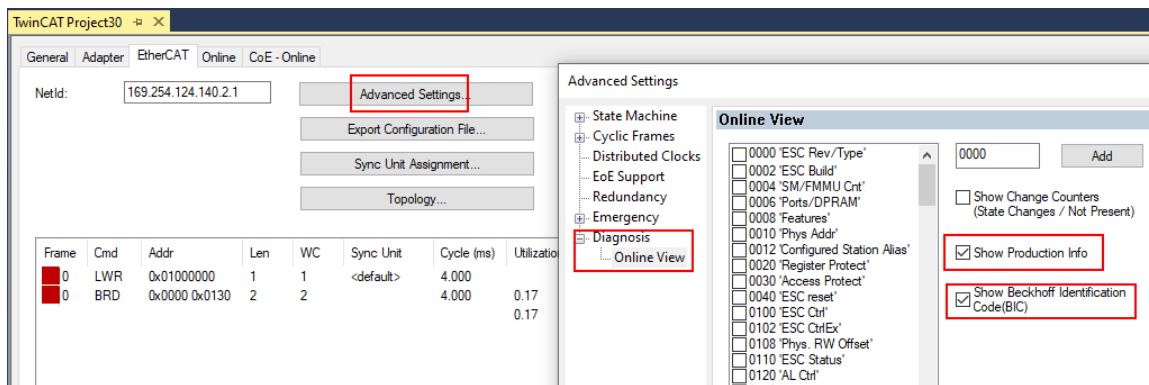 TwinCAT Project30
General Adapter EtherCAT Online CoE - Online
NetId: 169.254.124.140.2.1
Advanced Settings...
Export Configuration File...
Sync Unit Assignment...
Topology...
Frame Cmd Addr Len WC Sync Unit Cycle (ms)
0 LWR 0x01000000 1 1 <default> 4.000
0 BRD 0x0000 0x0130 2 2 4.000 0.17
0.17
Advanced Settings
State Machine
Cyclic Frames
Distributed Clocks
EoE Support
Redundancy
Emergency
Diagnosis
Online View
Online View
0000 'ESC Rev/Type'
0002 'ESC Build'
0004 'SM/FMMU Cnt'
0006 'Ports/DPRAM'
0008 'Features'
0010 'Phys Addr'
0012 'Configured Station Alias'
0020 'Register Protect'
0030 'Access Protect'
0040 'ESC reset'
0100 'ESC Ctrl'
0102 'ESC CtrlEx'
0108 'Phys. RW Offset'
0110 'ESC Status'
0120 'AL Ctrl'
0000 Add
Show Change Counters
(State Changes / Not Present)
Show Production Info
Show Beckhoff Identification
Code(BIC)